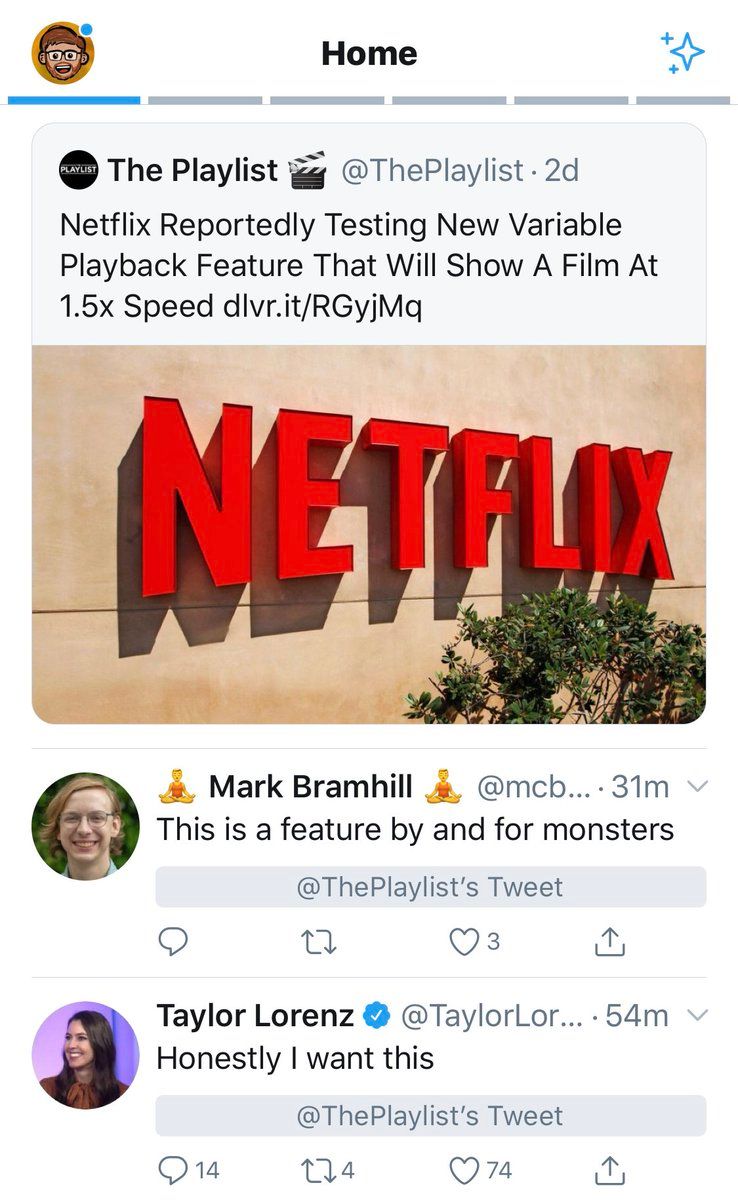 Home
PLAYLIST
The Playlist 🎬 @ThePlaylist · 2d
Netflix Reportedly Testing New Variable
Playback Feature That Will Show A Film At
1.5x Speed dlvr.it/RGyjMq
NETFLIX
🧘 Mark Bramhill 🧘 @mcb... · 31m
This is a feature by and for monsters
@ThePlaylist’s Tweet
3
Taylor Lorenz @TaylorLor... · 54m
Honestly I want this
@ThePlaylist’s Tweet
14 4 74